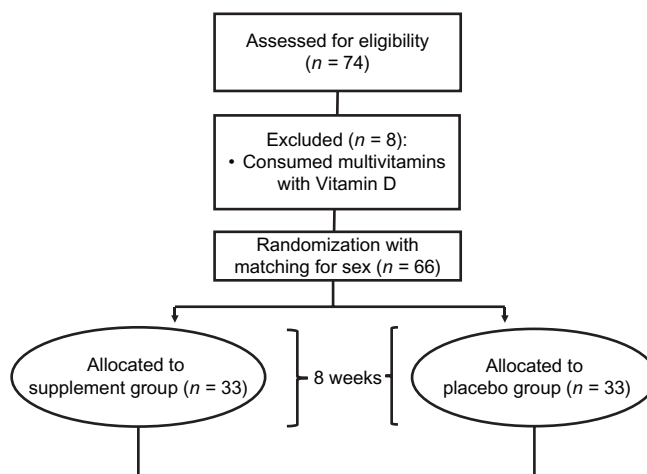 Assessed for eligibility
(n = 74)
Excluded (n = 8):
• Consumed multivitamins
with Vitamin D
Randomization with
matching for sex (n = 66)
Allocated to
supplement group (n = 33)
8 weeks
Allocated to
placebo group (n = 33)